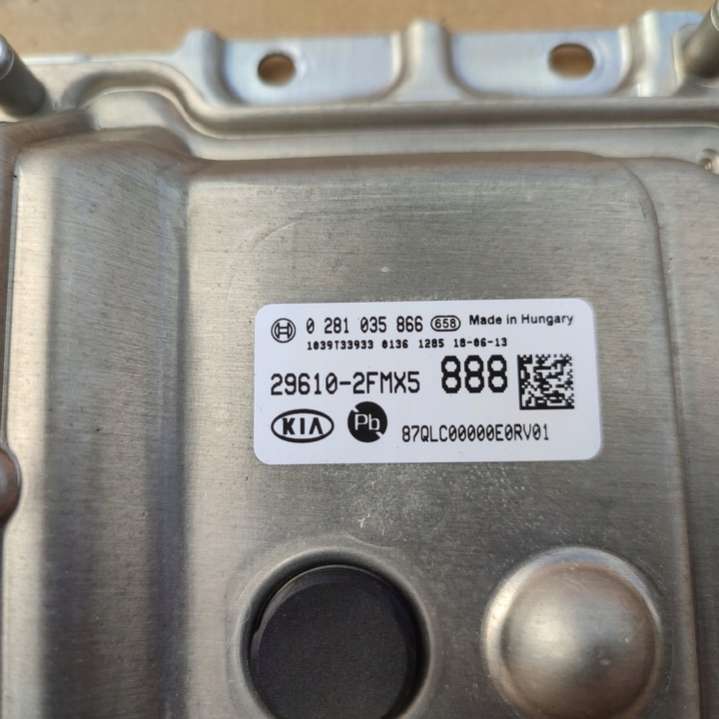 0 281 035 866 658 Made in Hungary
1039T33933 0136 1285 18-06-13
29610-2FMX5 888
KIA Pb 87QLC00000E0RV01